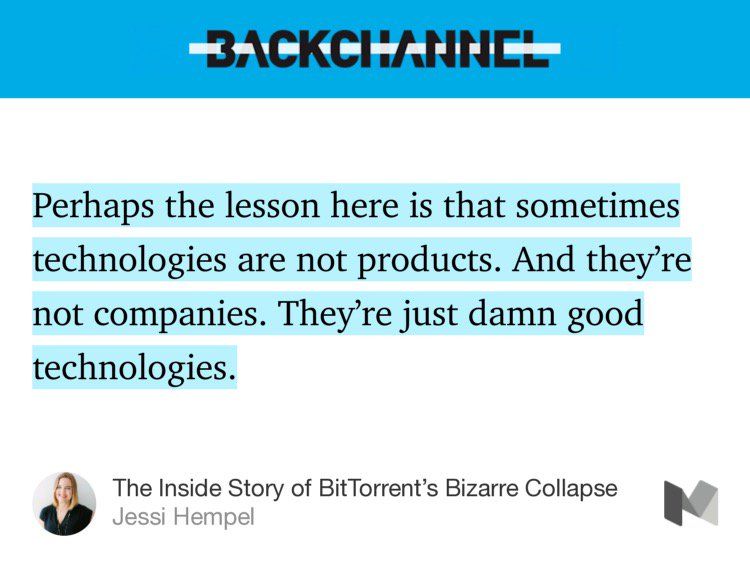 BACKCHANNEL
Perhaps the lesson here is that sometimes
technologies are not products. And they’re
not companies. They’re just damn good
technologies.
The Inside Story of BitTorrent’s Bizarre Collapse
Jessi Hempel